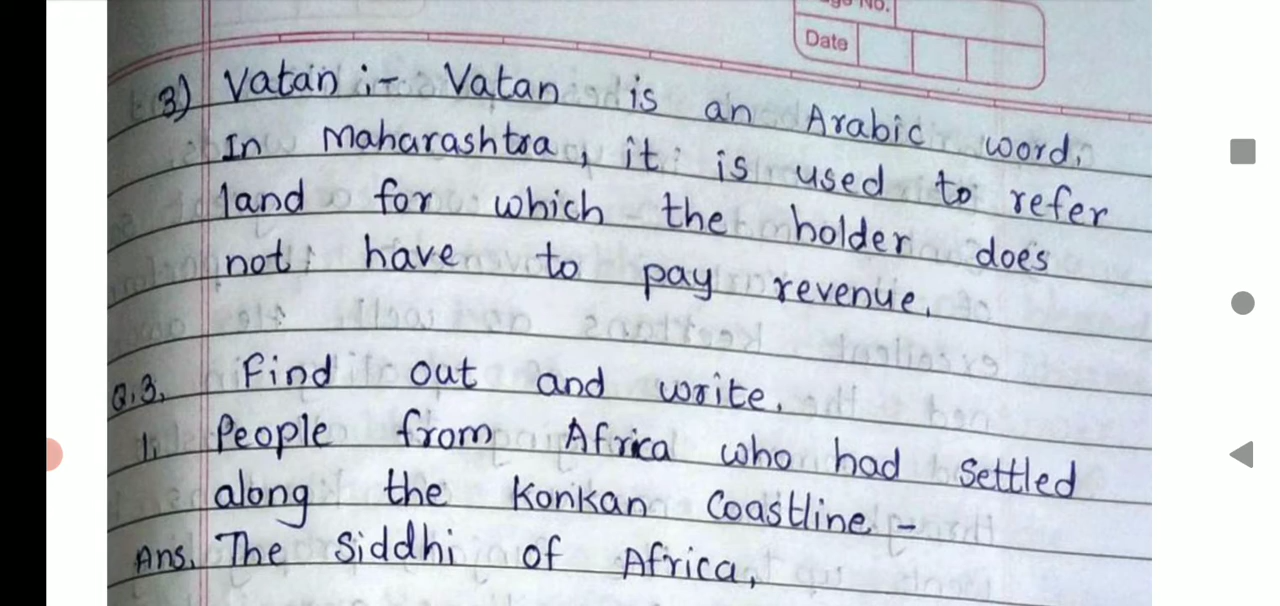 Page No.
Date
3) Vatan :- Vatan is an Arabic word.
In Maharashtra, it is used to refer
land for which the holder does
not have to pay revenue.
Q.3. Find out and write.
1. People from Africa who had settled
along the Konkan Coastline -
Ans. The Siddhi of Africa,